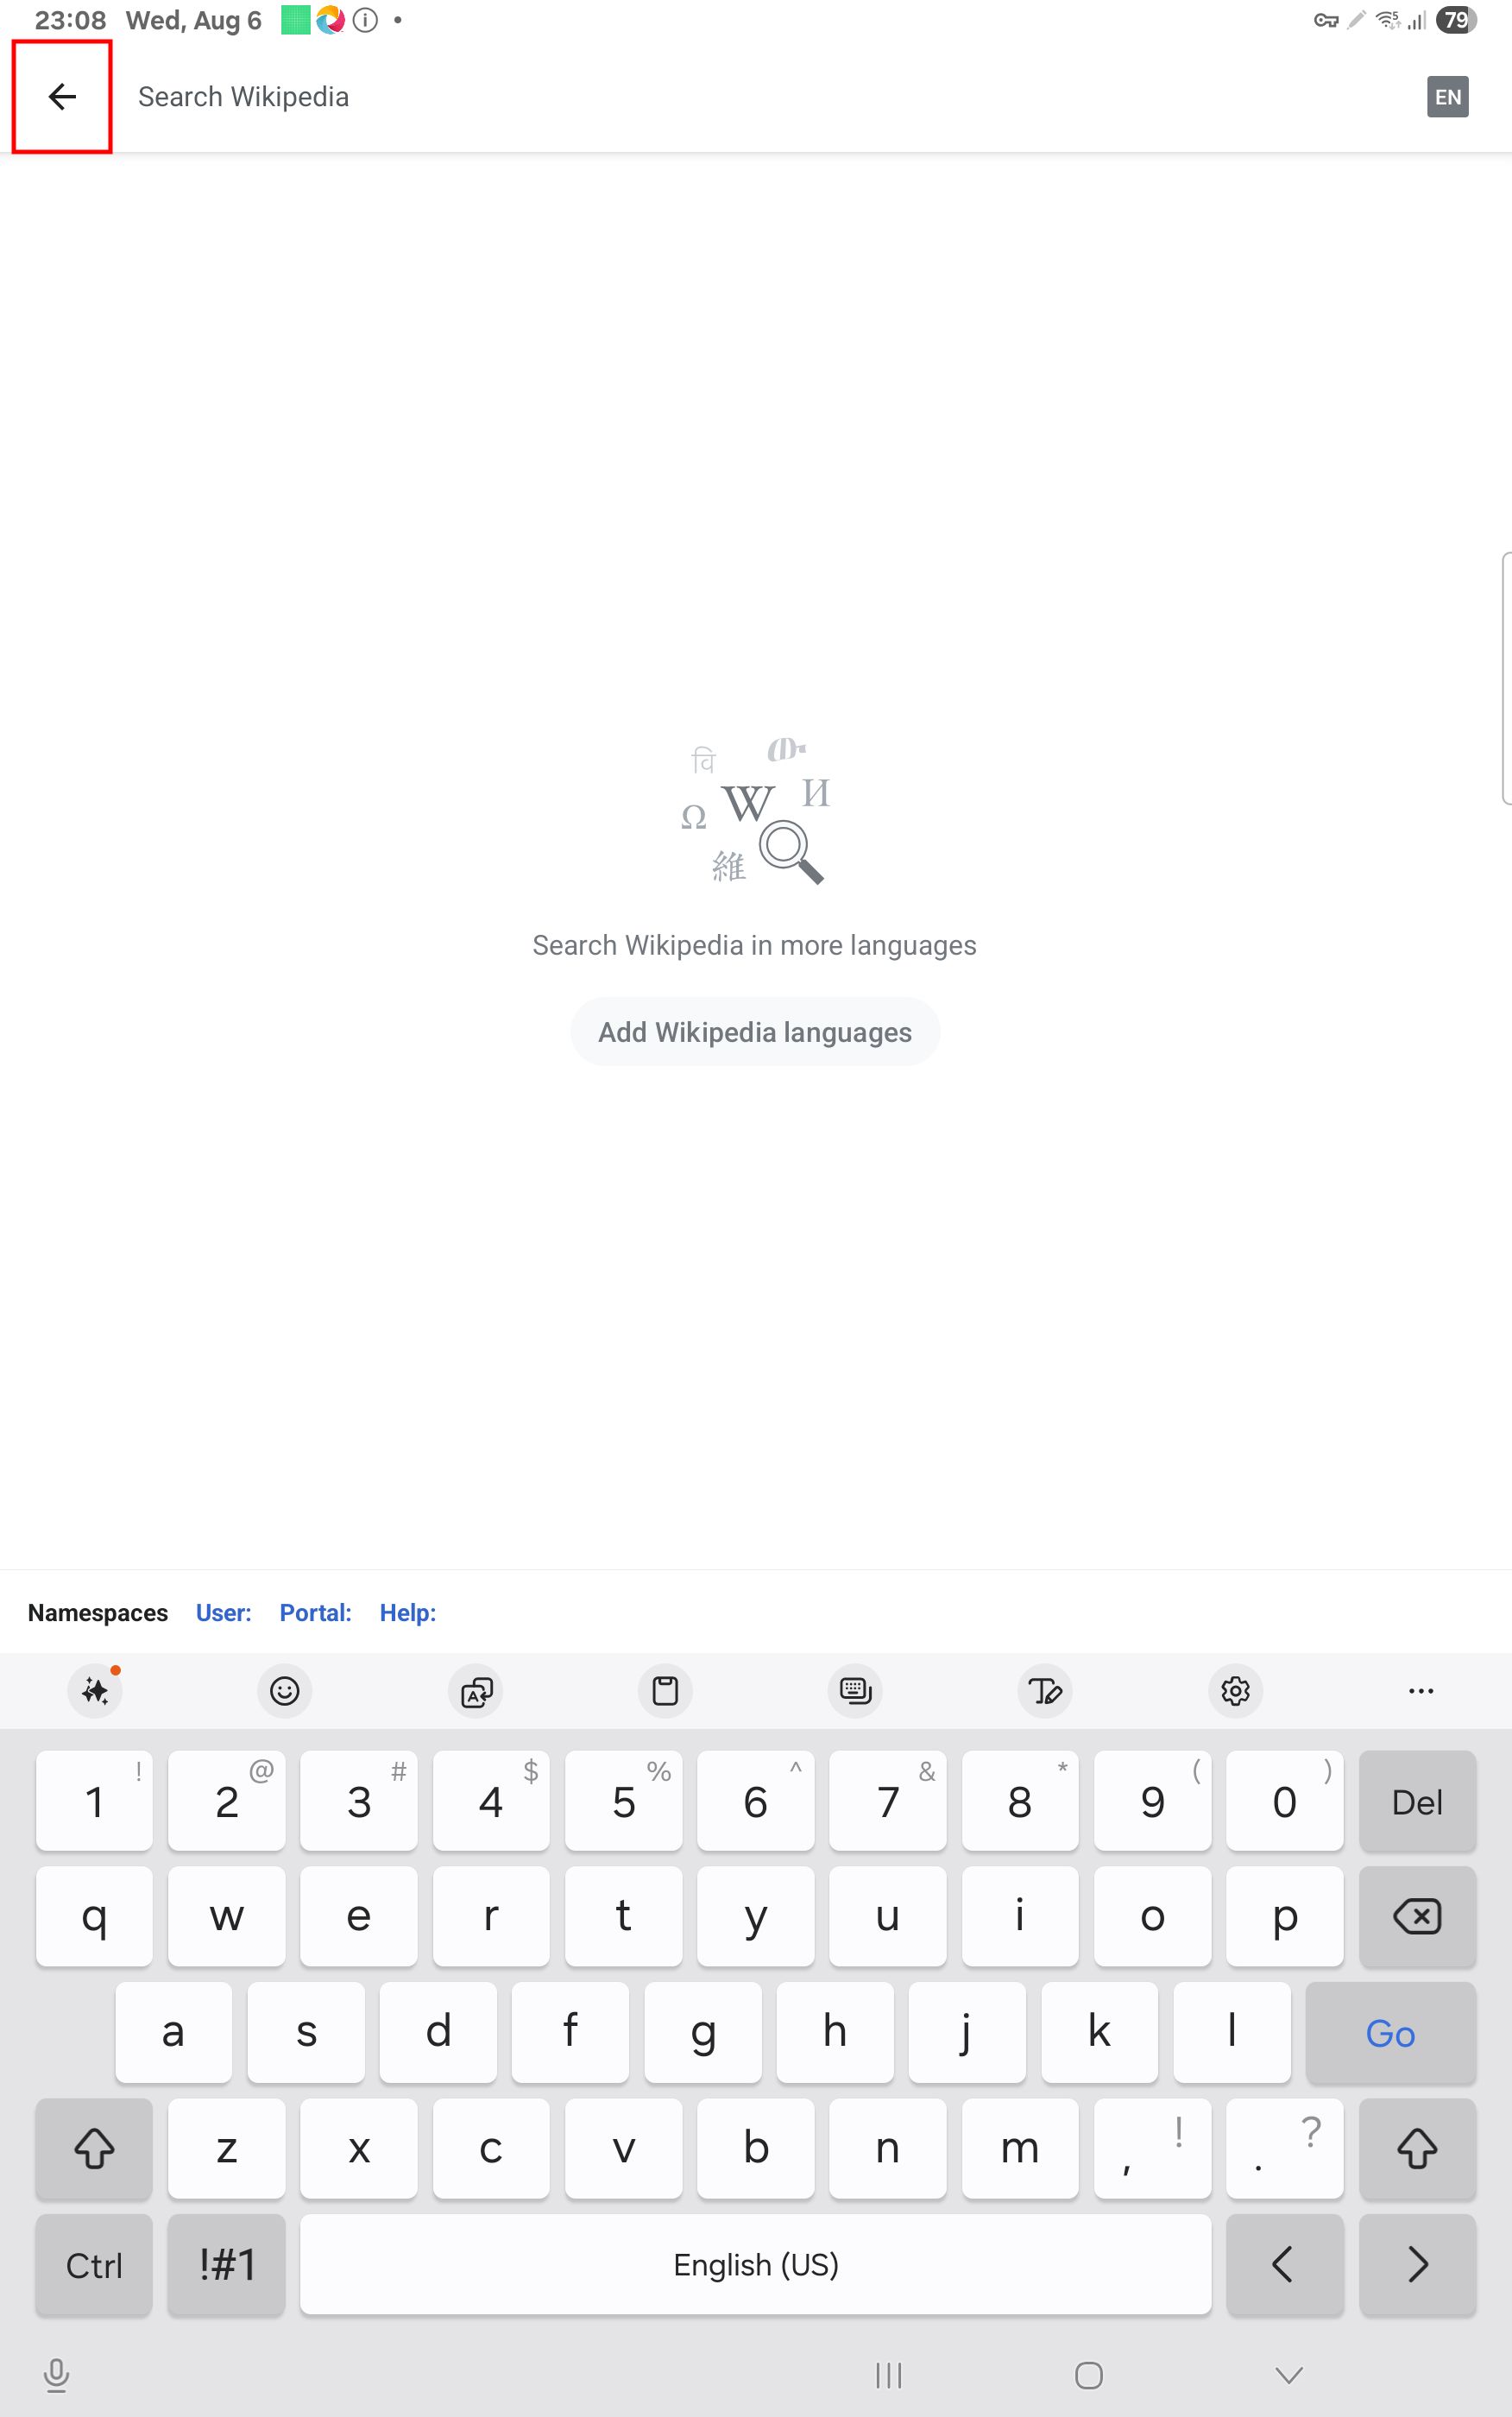 23:08 Wed, Aug 6
79
Search Wikipedia
EN
वि
ው
Ω W И
維
Search Wikipedia in more languages
Add Wikipedia languages
Namespaces User: Portal: Help:
1 ! 2 @ 3 # 4 $ 5 % 6 ^ 7 & 8 * 9 ( 0 ) Del
q w e r t y u i o p
a s d f g h j k l Go
z x c v b n m , ! . ?
Ctrl !#1 English (US) < >